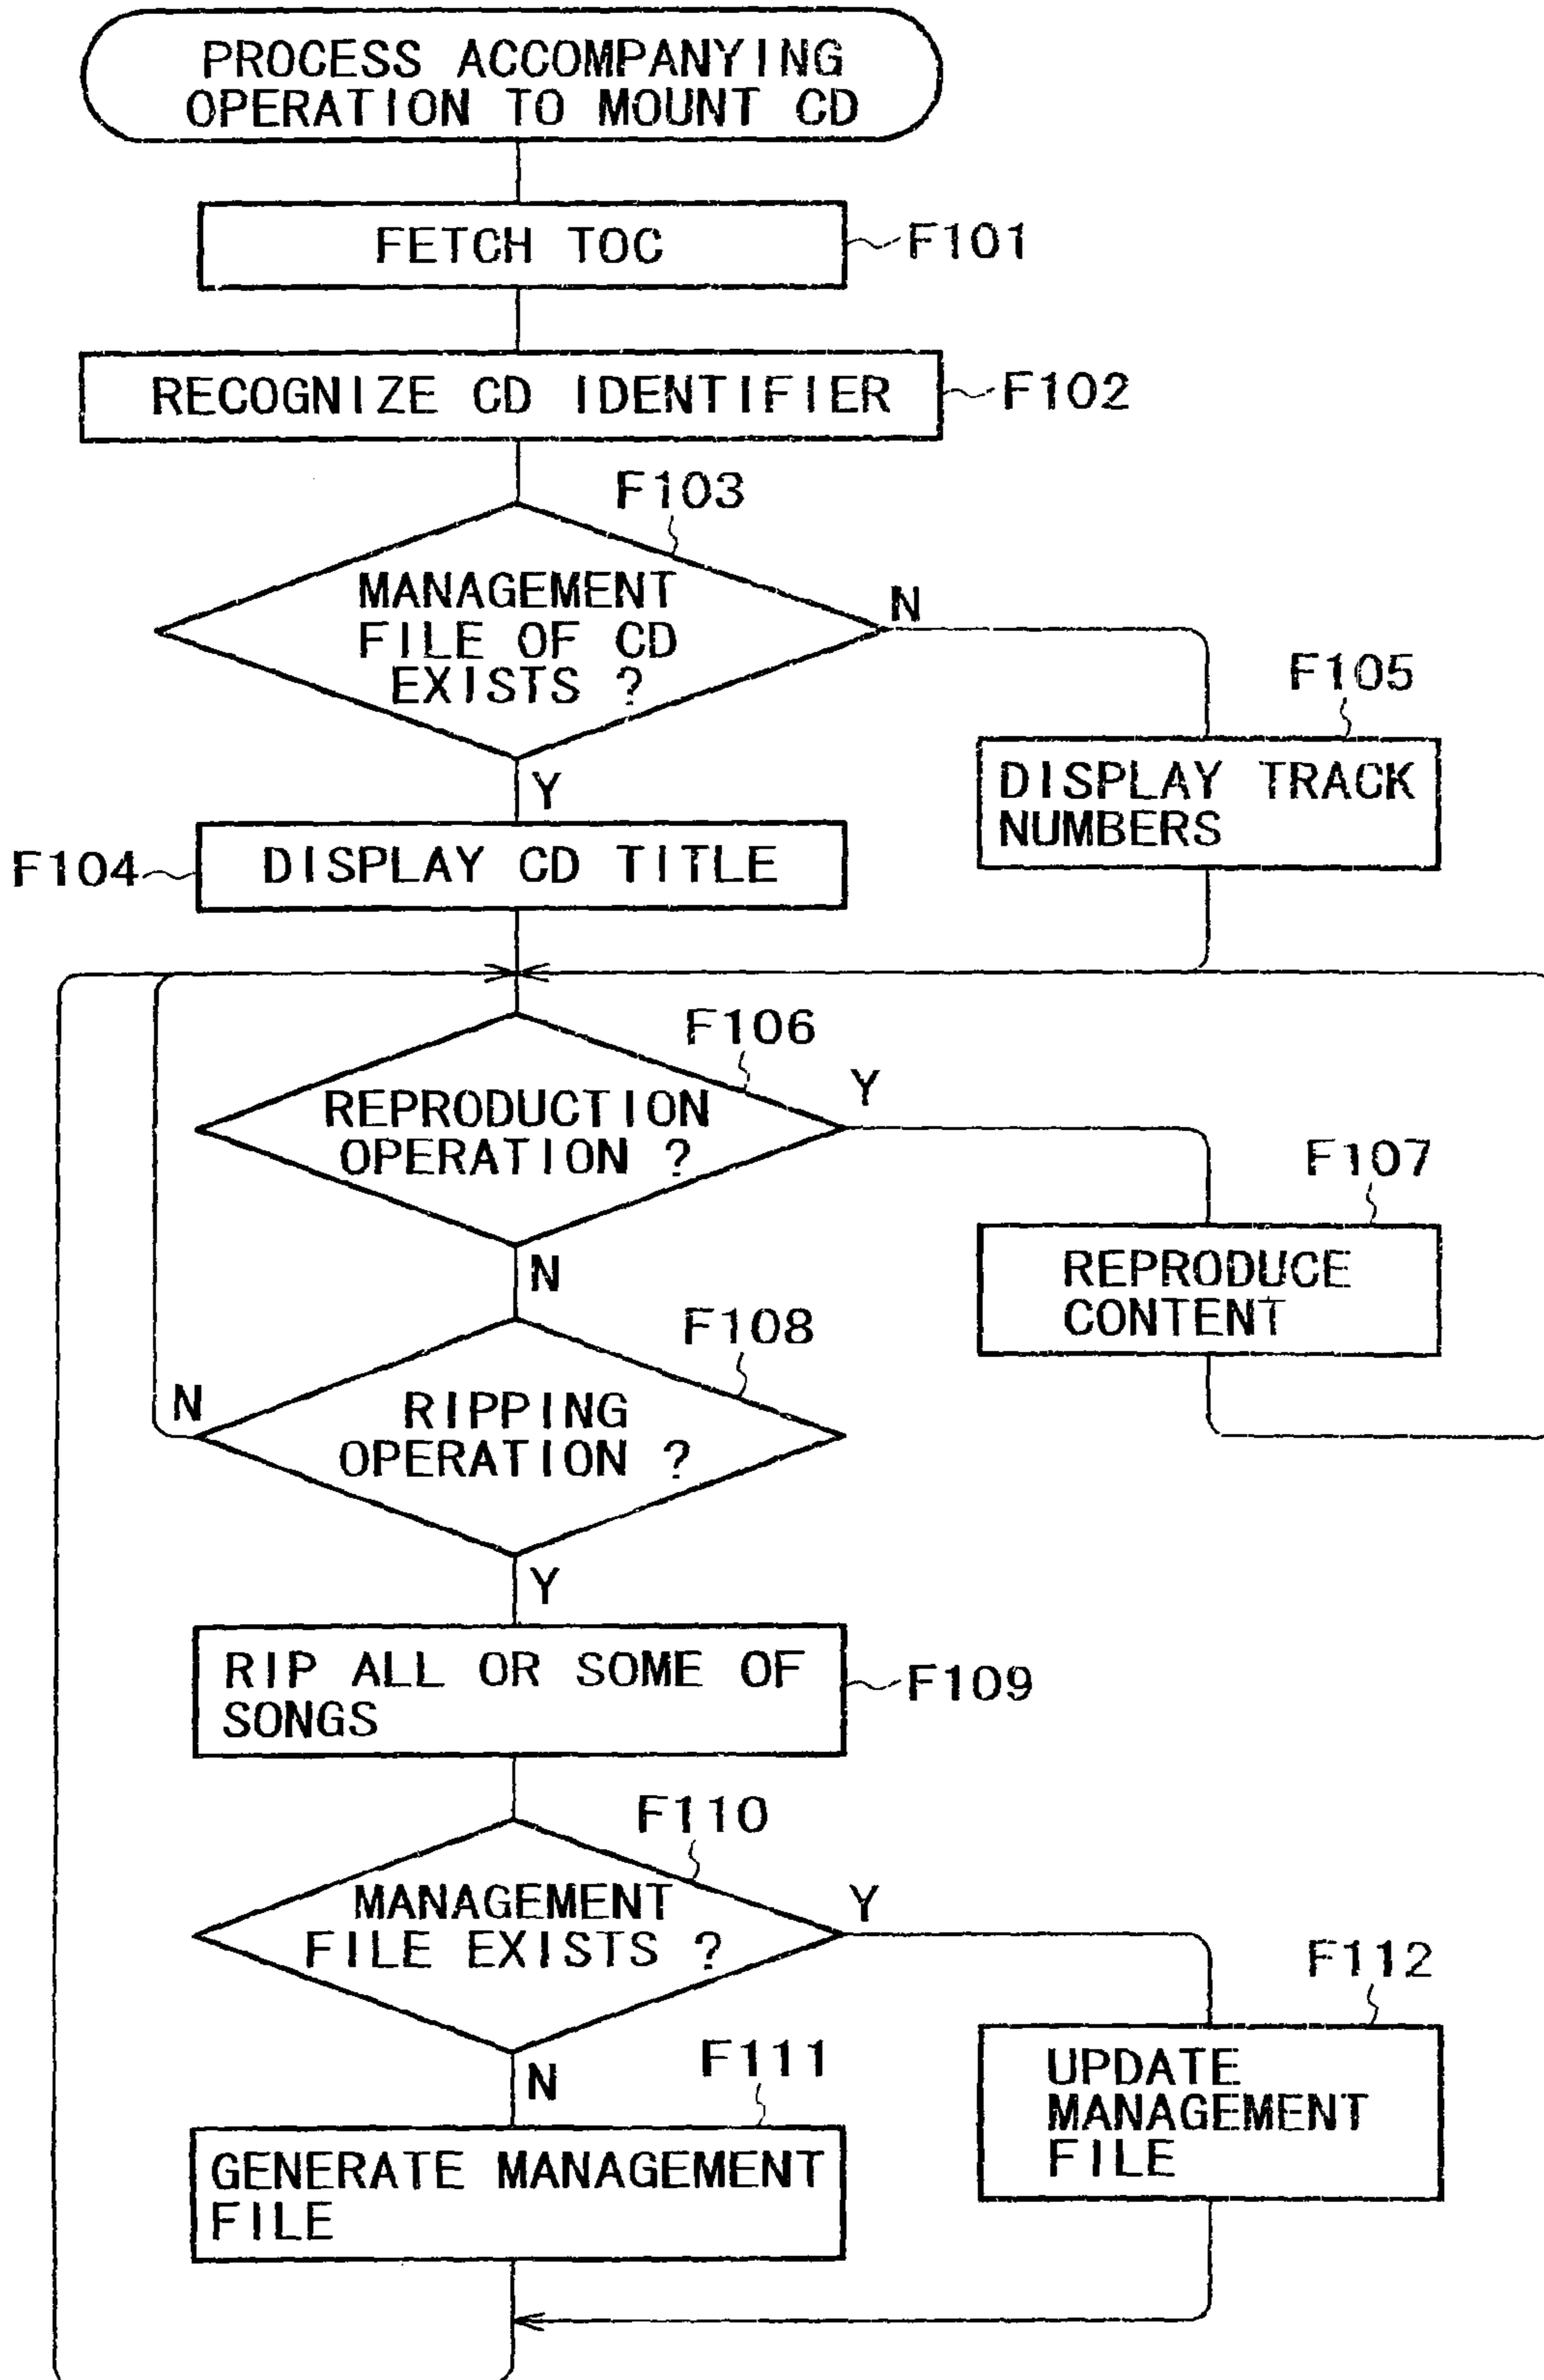 PROCESS ACCOMPANYING
OPERATION TO MOUNT CD
FETCH TOC
F101
RECOGNIZE CD IDENTIFIER
F102
F103
MANAGEMENT
FILE OF CD
EXISTS ?
N
Y
F105
DISPLAY TRACK
NUMBERS
F104
DISPLAY CD TITLE
F106
REPRODUCTION
OPERATION ?
Y
N
F107
REPRODUCE
CONTENT
F108
RIPPING
OPERATION ?
N
Y
RIP ALL OR SOME OF
SONGS
F109
F110
MANAGEMENT
FILE EXISTS ?
Y
N
F112
UPDATE
MANAGEMENT
FILE
F111
GENERATE MANAGEMENT
FILE